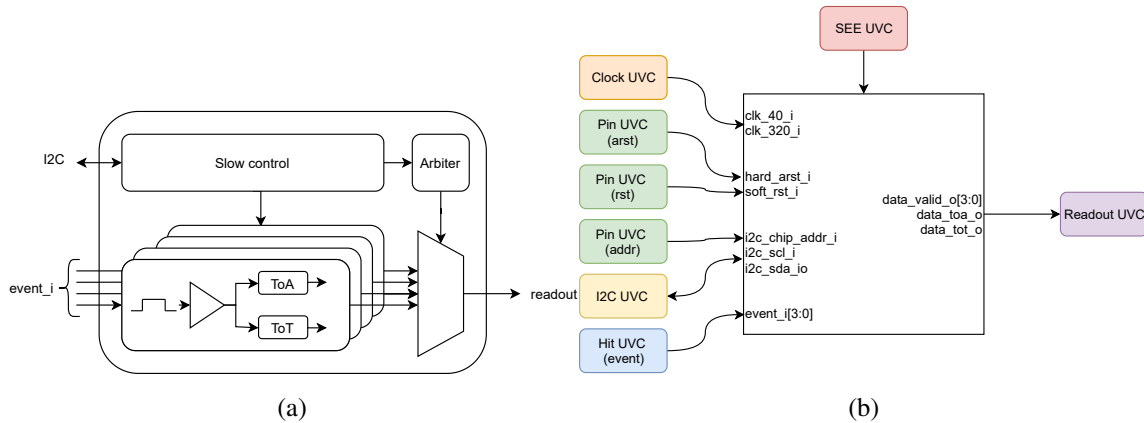 I2C
Slow control
Arbiter
event_i
ToA
ToT
readout
(a)
SEE UVC
Clock UVC
Pin UVC
(arst)
Pin UVC
(rst)
Pin UVC
(addr)
I2C UVC
Hit UVC
(event)
clk_40_i
clk_320_i
hard_arst_i
soft_rst_i
i2c_chip_addr_i
i2c_scl_i
i2c_sda_io
event_i[3:0]
data_valid_o[3:0]
data_toa_o
data_tot_o
Readout UVC
(b)